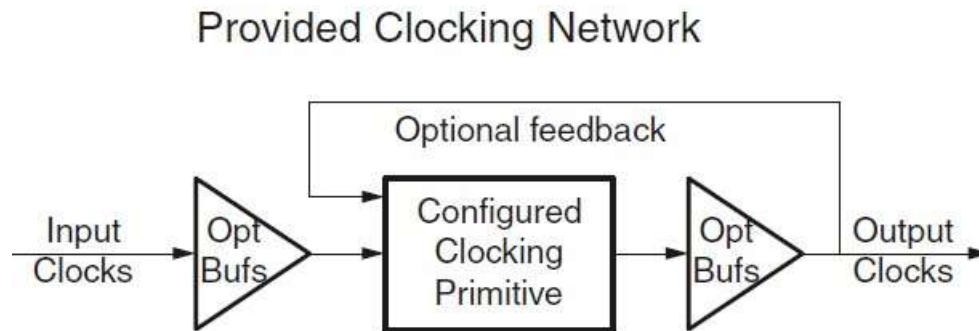 Provided Clocking Network
Optional feedback
Input
Clocks
Opt
Bufs
Configured
Clocking
Primitive
Opt
Bufs
Output
Clocks